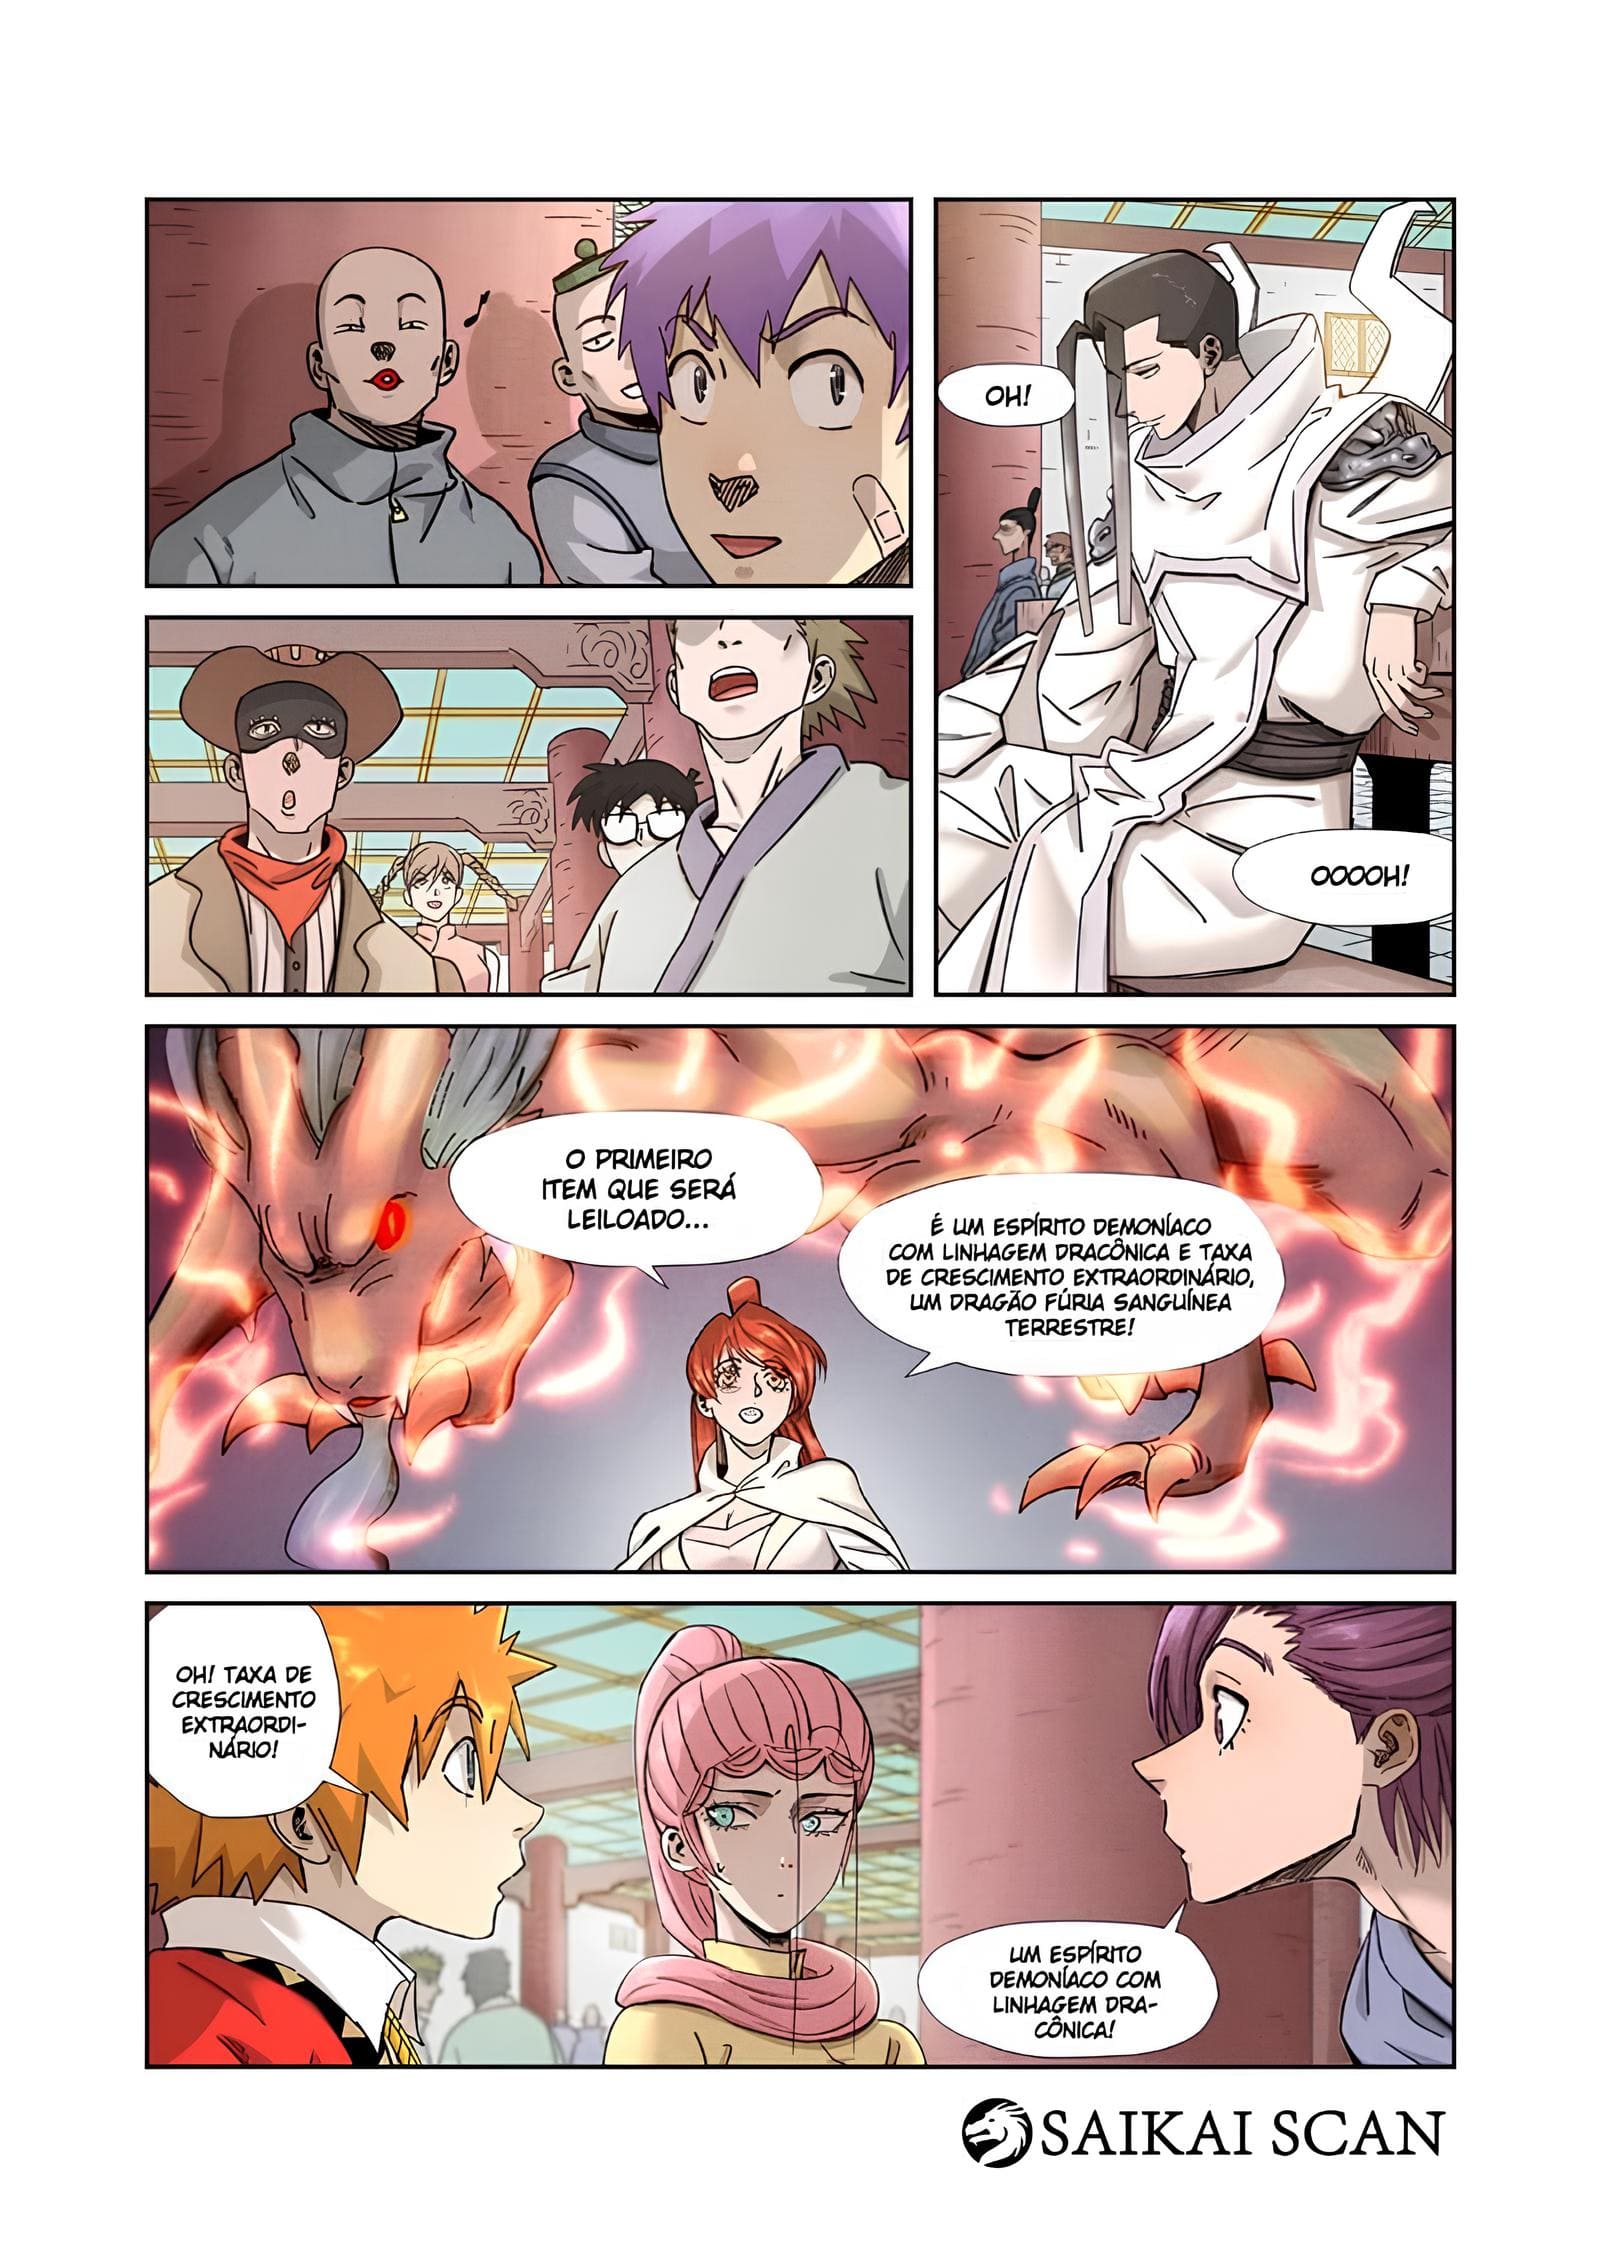 OH!
OOOOH!
O PRIMEIRO
ITEM QUE SERÁ
LEILOADO...
É UM ESPÍRITO DEMONÍACO
COM LINHAGEM DRACÔNICA E TAXA
DE CRESCIMENTO EXTRAORDINÁRIO,
UM DRAGÃO FÚRIA SANGUÍNEA
TERRESTRE!
OH! TAXA DE
CRESCIMENTO
EXTRAORDI-
NÁRIO!
UM ESPÍRITO
DEMONÍACO COM
LINHAGEM DRA-
CÔNICA!
SAIKAI SCAN